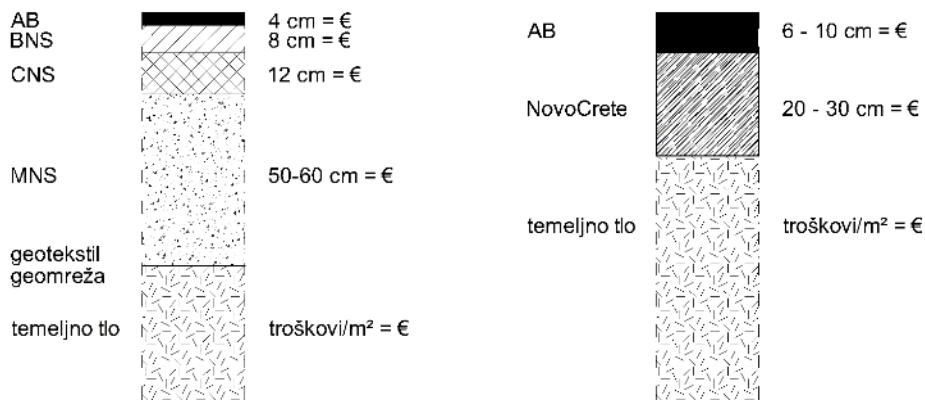 AB 4 cm = €
BNS 8 cm = €
CNS 12 cm = €
MNS 50-60 cm = €
geotekstil
geomreža
temeljno tlo troškovi/m² = €
AB 6 - 10 cm = €
NovoCrete 20 - 30 cm = €
temeljno tlo troškovi/m² = €